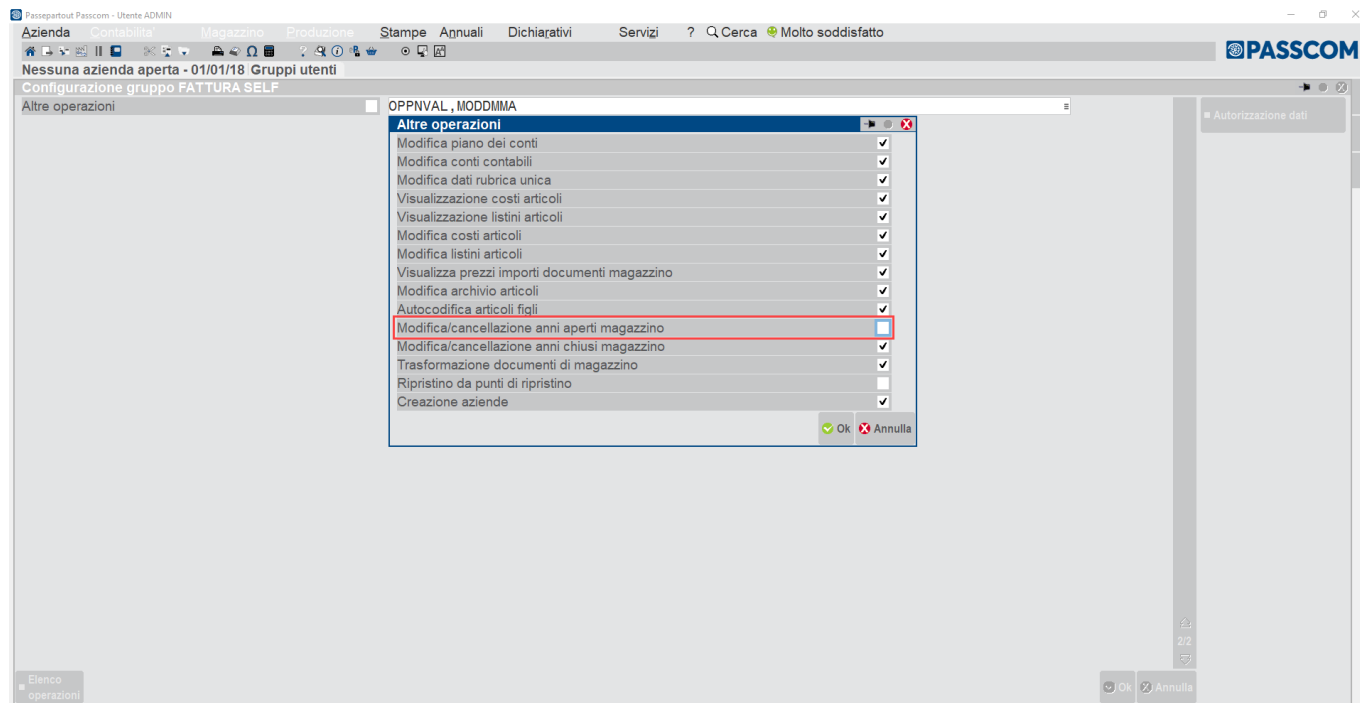 Passepartout Passcom - Utente ADMIN
Azienda Contabilita' Magazzino Produzione Stampe Annuali Dichiarativi Servizi ? Cerca Molto soddisfatto
PASSCOM
Nessuna azienda aperta - 01/01/18 Gruppi utenti
Configurazione gruppo FATTURA SELF
Altre operazioni OPPNVAL,MODDMMA
Autorizzazione dati
Altre operazioni
Modifica piano dei conti
Modifica conti contabili
Modifica dati rubrica unica
Visualizzazione costi articoli
Visualizzazione listini articoli
Modifica costi articoli
Modifica listini articoli
Visualizza prezzi importi documenti magazzino
Modifica archivio articoli
Autocodifica articoli figli
Modifica/cancellazione anni aperti magazzino
Modifica/cancellazione anni chiusi magazzino
Trasformazione documenti di magazzino
Ripristino da punti di ripristino
Creazione aziende
Ok Annulla
2/2
Elenco
operazioni
Ok Annulla